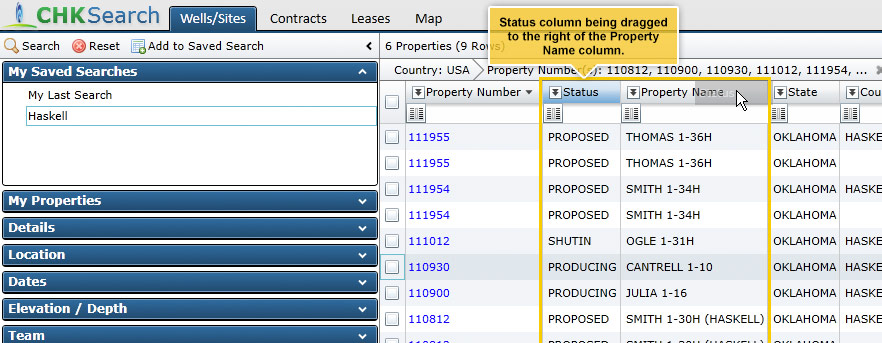 CHKSearch
Wells/Sites
Contracts
Leases
Map
Status column being dragged
to the right of the Property
Name column.
Search
Reset
Add to Saved Search
6 Properties (9 Rows)
Country: USA
Property Number(s): 110812, 110900, 110930, 111012, 111954, ...
My Saved Searches
My Last Search
Haskell
My Properties
Details
Location
Dates
Elevation / Depth
Team
Property Number Status Property Name State Cou
111955 PROPOSED THOMAS 1-36H OKLAHOMA HASKE
111955 PROPOSED THOMAS 1-36H OKLAHOMA
111954 PROPOSED SMITH 1-34H OKLAHOMA HASKE
111954 PROPOSED SMITH 1-34H OKLAHOMA
111012 SHUTIN OGLE 1-31H OKLAHOMA HASKE
110930 PRODUCING CANTRELL 1-10 OKLAHOMA HASKE
110900 PRODUCING JULIA 1-16 OKLAHOMA HASKE
110812 PROPOSED SMITH 1-30H (HASKELL) OKLAHOMA HASKE